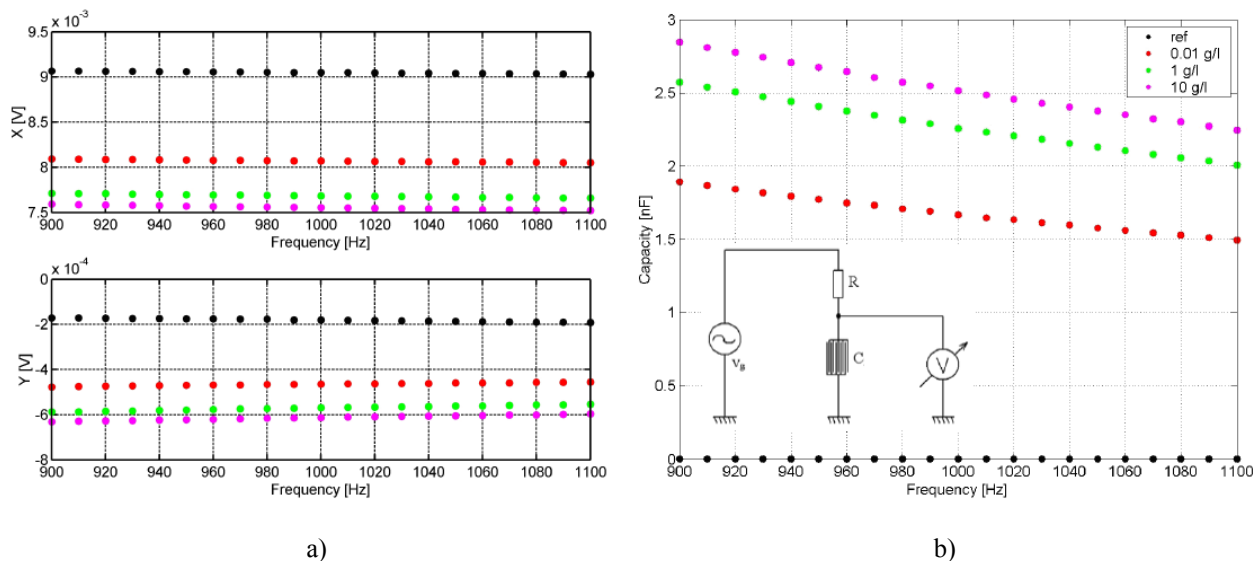 x 10⁻³
9.5
9
8.5
8
7.5
X [V]
900 920 940 960 980 1000 1020 1040 1060 1080 1100
Frequency [Hz]
x 10⁻⁴
0
-2
-4
-6
-8
Y [V]
900 920 940 960 980 1000 1020 1040 1060 1080 1100
Frequency [Hz]
a)
3
2.5
2
1.5
1
0.5
0
Capacity [nF]
ref
0.01 g/l
1 g/l
10 g/l
R
C
V
vg
900 920 940 960 980 1000 1020 1040 1060 1080 1100
Frequency [Hz]
b)